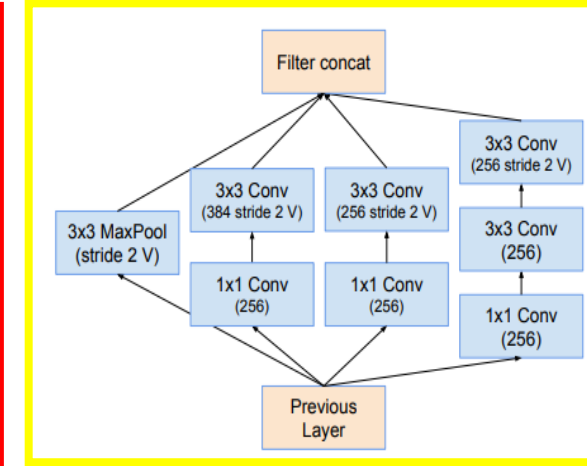 Filter concat
3x3 Conv
(256 stride 2 V)
3x3 Conv
(384 stride 2 V)
3x3 Conv
(256 stride 2 V)
3x3 MaxPool
(stride 2 V)
3x3 Conv
(256)
1x1 Conv
(256)
1x1 Conv
(256)
1x1 Conv
(256)
Previous
Layer